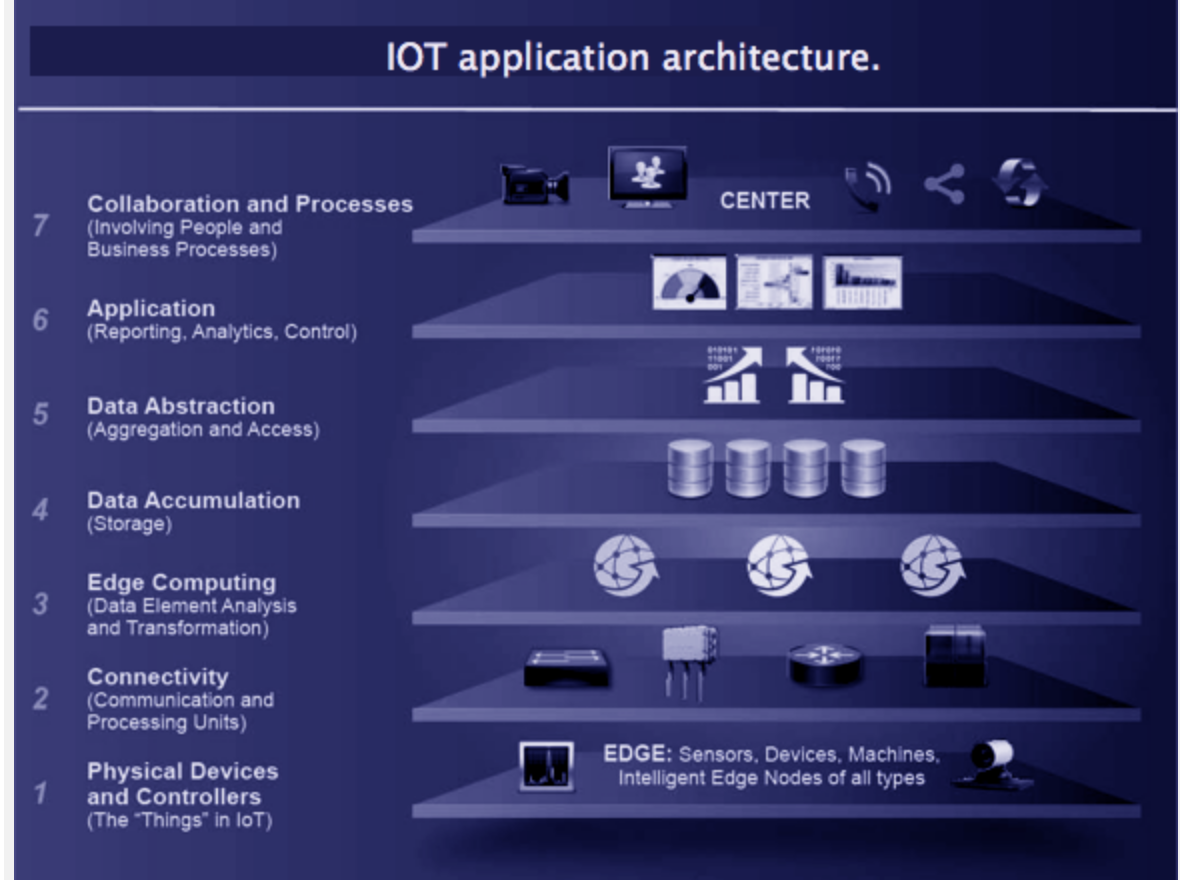 IOT application architecture.
7
Collaboration and Processes
(Involving People and
Business Processes)
CENTER
6
Application
(Reporting, Analytics, Control)
5
Data Abstraction
(Aggregation and Access)
4
Data Accumulation
(Storage)
3
Edge Computing
(Data Element Analysis
and Transformation)
2
Connectivity
(Communication and
Processing Units)
1
Physical Devices
and Controllers
(The “Things” in IoT)
EDGE: Sensors, Devices, Machines,
Intelligent Edge Nodes of all types